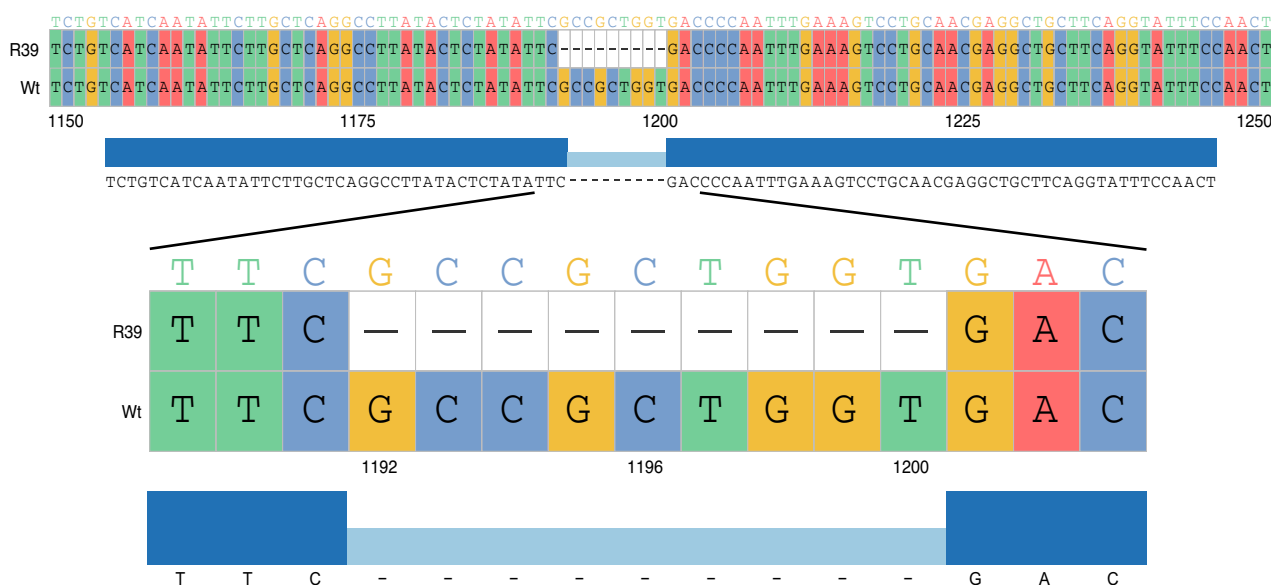 TCTGTCATCAATATTCTTGCTCAGGCCTTATACTCTATATTCGCCGCTGGTGACCCCAATTTGAAAGTCCTGCAACGAGGCTGCTTCAGGTATTTCCAACT
R39 TCTGTCATCAATATTCTTGCTCAGGCCTTATACTCTATATTC---------GACCCCAATTTGAAAGTCCTGCAACGAGGCTGCTTCAGGTATTTCCAACT
Wt TCTGTCATCAATATTCTTGCTCAGGCCTTATACTCTATATTCGCCGCTGGTGACCCCAATTTGAAAGTCCTGCAACGAGGCTGCTTCAGGTATTTCCAACT
1150 1175 1200 1225 1250
TCTGTCATCAATATTCTTGCTCAGGCCTTATACTCTATATTC---------GACCCCAATTTGAAAGTCCTGCAACGAGGCTGCTTCAGGTATTTCCAACT
T T C G C C G C T G G T G A C
R39 T T C – – – – – – – – – G A C
Wt T T C G C C G C T G G T G A C
1192 1196 1200
T T C – – – – – – – – – G A C